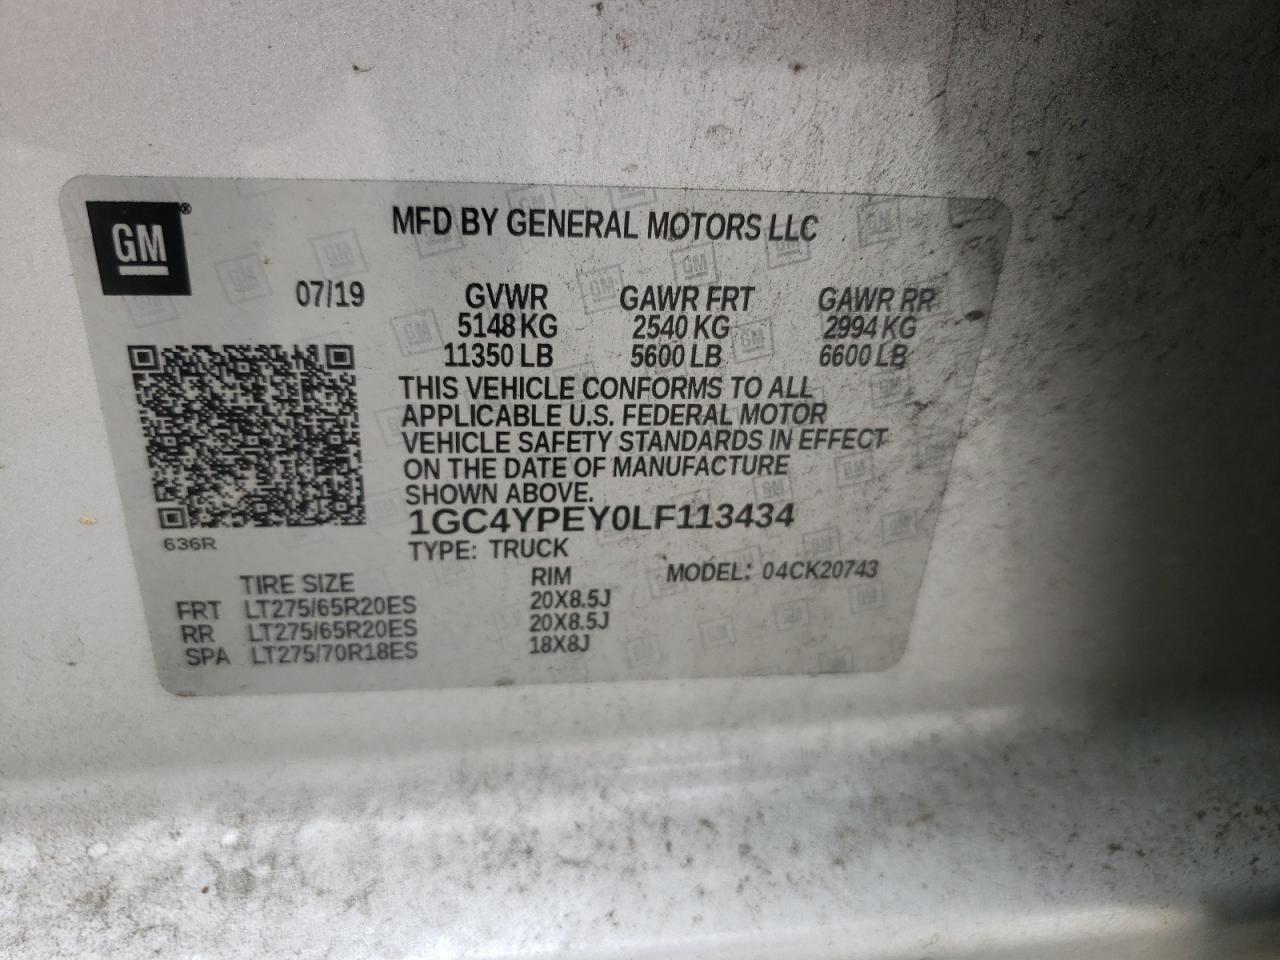 GM®
MFD BY GENERAL MOTORS LLC
07/19
GVWR GAWR FRT GAWR RR
5148 KG 2540 KG 2994 KG
11350 LB 5600 LB 6600 LB
THIS VEHICLE CONFORMS TO ALL
APPLICABLE U.S. FEDERAL MOTOR
VEHICLE SAFETY STANDARDS IN EFFECT
ON THE DATE OF MANUFACTURE
SHOWN ABOVE.
1GC4YPEY0LF113434
636R
TYPE: TRUCK
MODEL: 04CK20743
TIRE SIZE RIM
FRT LT275/65R20ES 20X8.5J
RR LT275/65R20ES 20X8.5J
SPA LT275/70R18ES 18X8J